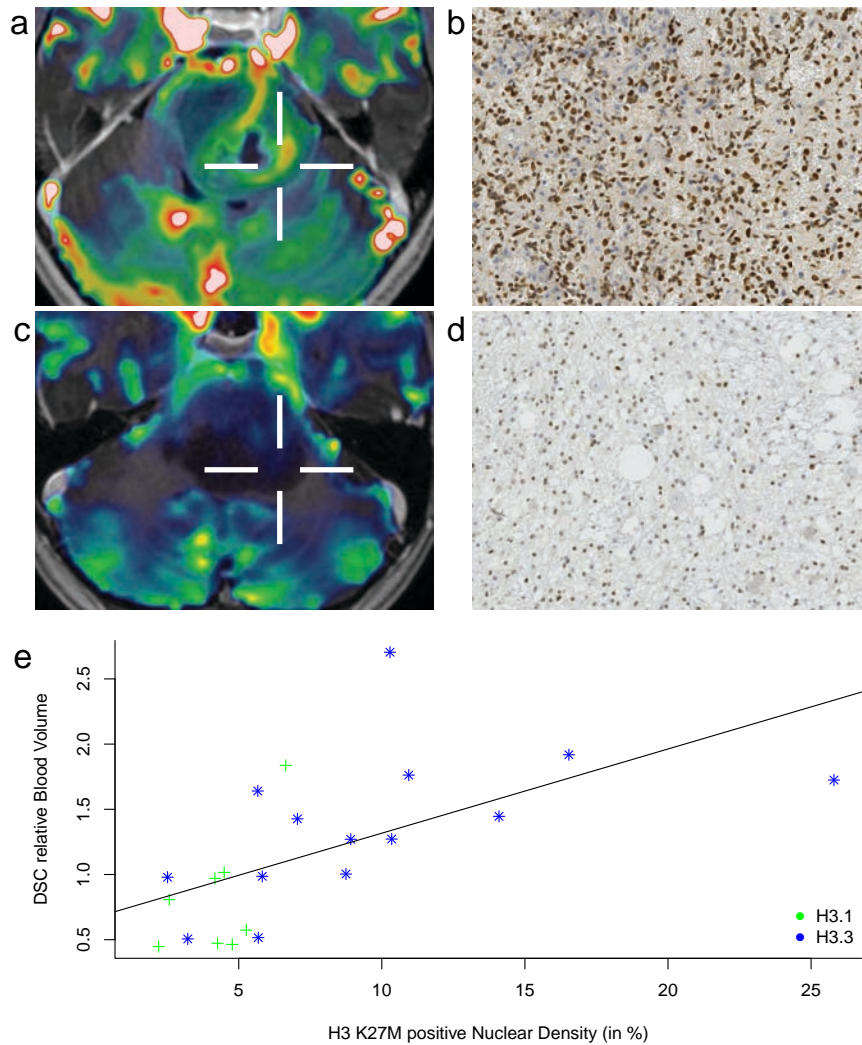 a
b
c
d
e
DSC relative Blood Volume
2.5
2.0
1.5
1.0
0.5
H3.1
H3.3
5
10
15
20
25
H3 K27M positive Nuclear Density (in %)